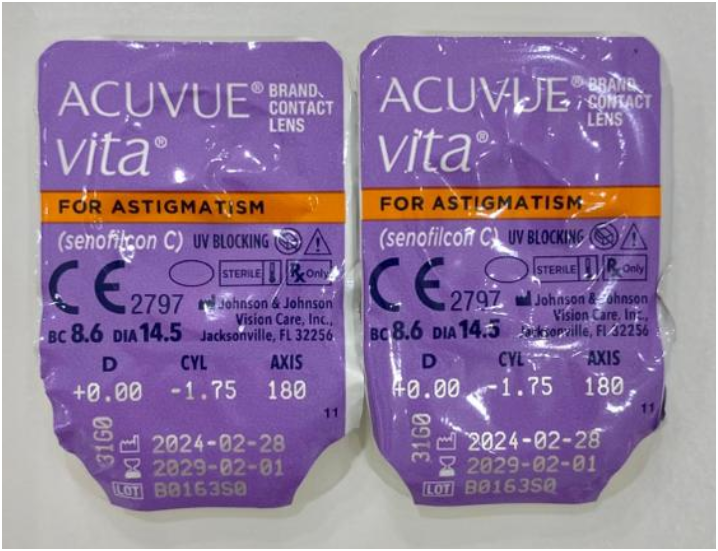 ACUVUE® BRAND CONTACT LENS
vita®
FOR ASTIGMATISM
(senofilcon C) UV BLOCKING
STERILE Rx Only
CE 2797 Johnson & Johnson
Vision Care, Inc.,
BC 8.6 DIA 14.5 Jacksonville, FL 32256
D CYL AXIS
+0.00 -1.75 180
11
31G0
2024-02-28
2029-02-01
LOT B0163S0
ACUVUE® BRAND CONTACT LENS
vita®
FOR ASTIGMATISM
(senofilcon C) UV BLOCKING
STERILE Rx Only
CE 2797 Johnson & Johnson
Vision Care, Inc.,
BC 8.6 DIA 14.5 Jacksonville, FL 32256
D CYL AXIS
+0.00 -1.75 180
11
31G0
2024-02-28
2029-02-01
LOT B0163S0